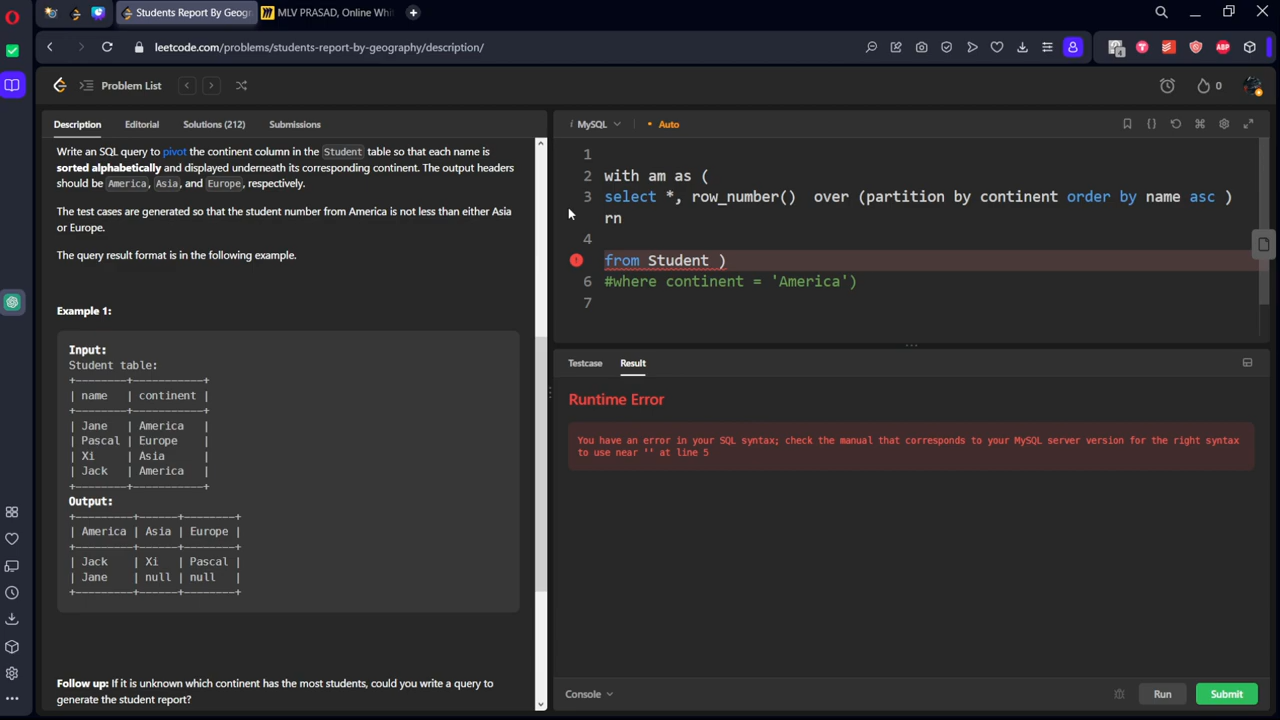 Students Report By Geogr
MLV PRASAD, Online Whit
leetcode.com/problems/students-report-by-geography/description/
4
ABP
Problem List
0
Description
Editorial
Solutions (212)
Submissions
Write an SQL query to pivot the continent column in the Student table so that each name is
sorted alphabetically and displayed underneath its corresponding continent. The output headers
should be America, Asia, and Europe, respectively.
The test cases are generated so that the student number from America is not less than either Asia
or Europe.
The query result format is in the following example.
Example 1:
Input:
Student table:
+--------+-----------+
| name   | continent |
+--------+-----------+
| Jane   | America   |
| Pascal | Europe    |
| Xi     | Asia      |
| Jack   | America   |
+--------+-----------+
Output:
+---------+------+--------+
| America | Asia | Europe |
+---------+------+--------+
| Jack    | Xi   | Pascal |
| Jane    | null | null   |
+---------+------+--------+
Follow up: If it is unknown which continent has the most students, could you write a query to
generate the student report?
i MySQL
• Auto
1
2 with am as (
3 select *, row_number()  over (partition by continent order by name asc )
rn
4
from Student )
6 #where continent = 'America')
7
Testcase
Result
Runtime Error
You have an error in your SQL syntax; check the manual that corresponds to your MySQL server version for the right syntax
to use near '' at line 5
Console
Run
Submit